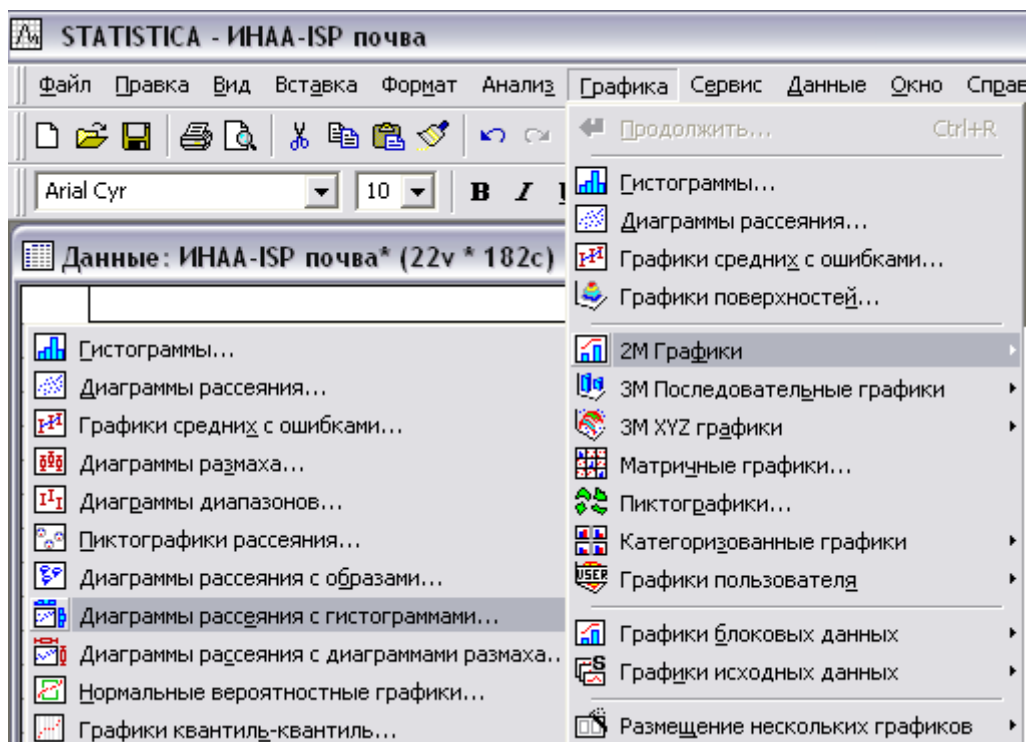 STATISTICA - ИНАА-ISP почва
Файл Правка Вид Вставка Формат Анализ Графика Сервис Данные Окно Справ
Arial Cyr 10 B I
Данные: ИНАА-ISP почва* (22v * 182c)
Продолжить... Ctrl+R
Гистограммы...
Диаграммы рассеяния...
Графики средних с ошибками...
Графики поверхностей...
2М Графики
3М Последовательные графики
3М XYZ графики
Матричные графики...
Пиктографики...
Категоризованные графики
USER Графики пользователя
Графики блоковых данных
S Графики исходных данных
Размещение нескольких графиков
Гистограммы...
Диаграммы рассеяния...
Графики средних с ошибками...
Диаграммы размаха...
Диаграммы диапазонов...
Пиктографики рассеяния...
Диаграммы рассеяния с образами...
Диаграммы рассеяния с гистограммами...
Диаграммы рассеяния с диаграммами размаха..
Нормальные вероятностные графики...
Графики квантиль-квантиль...